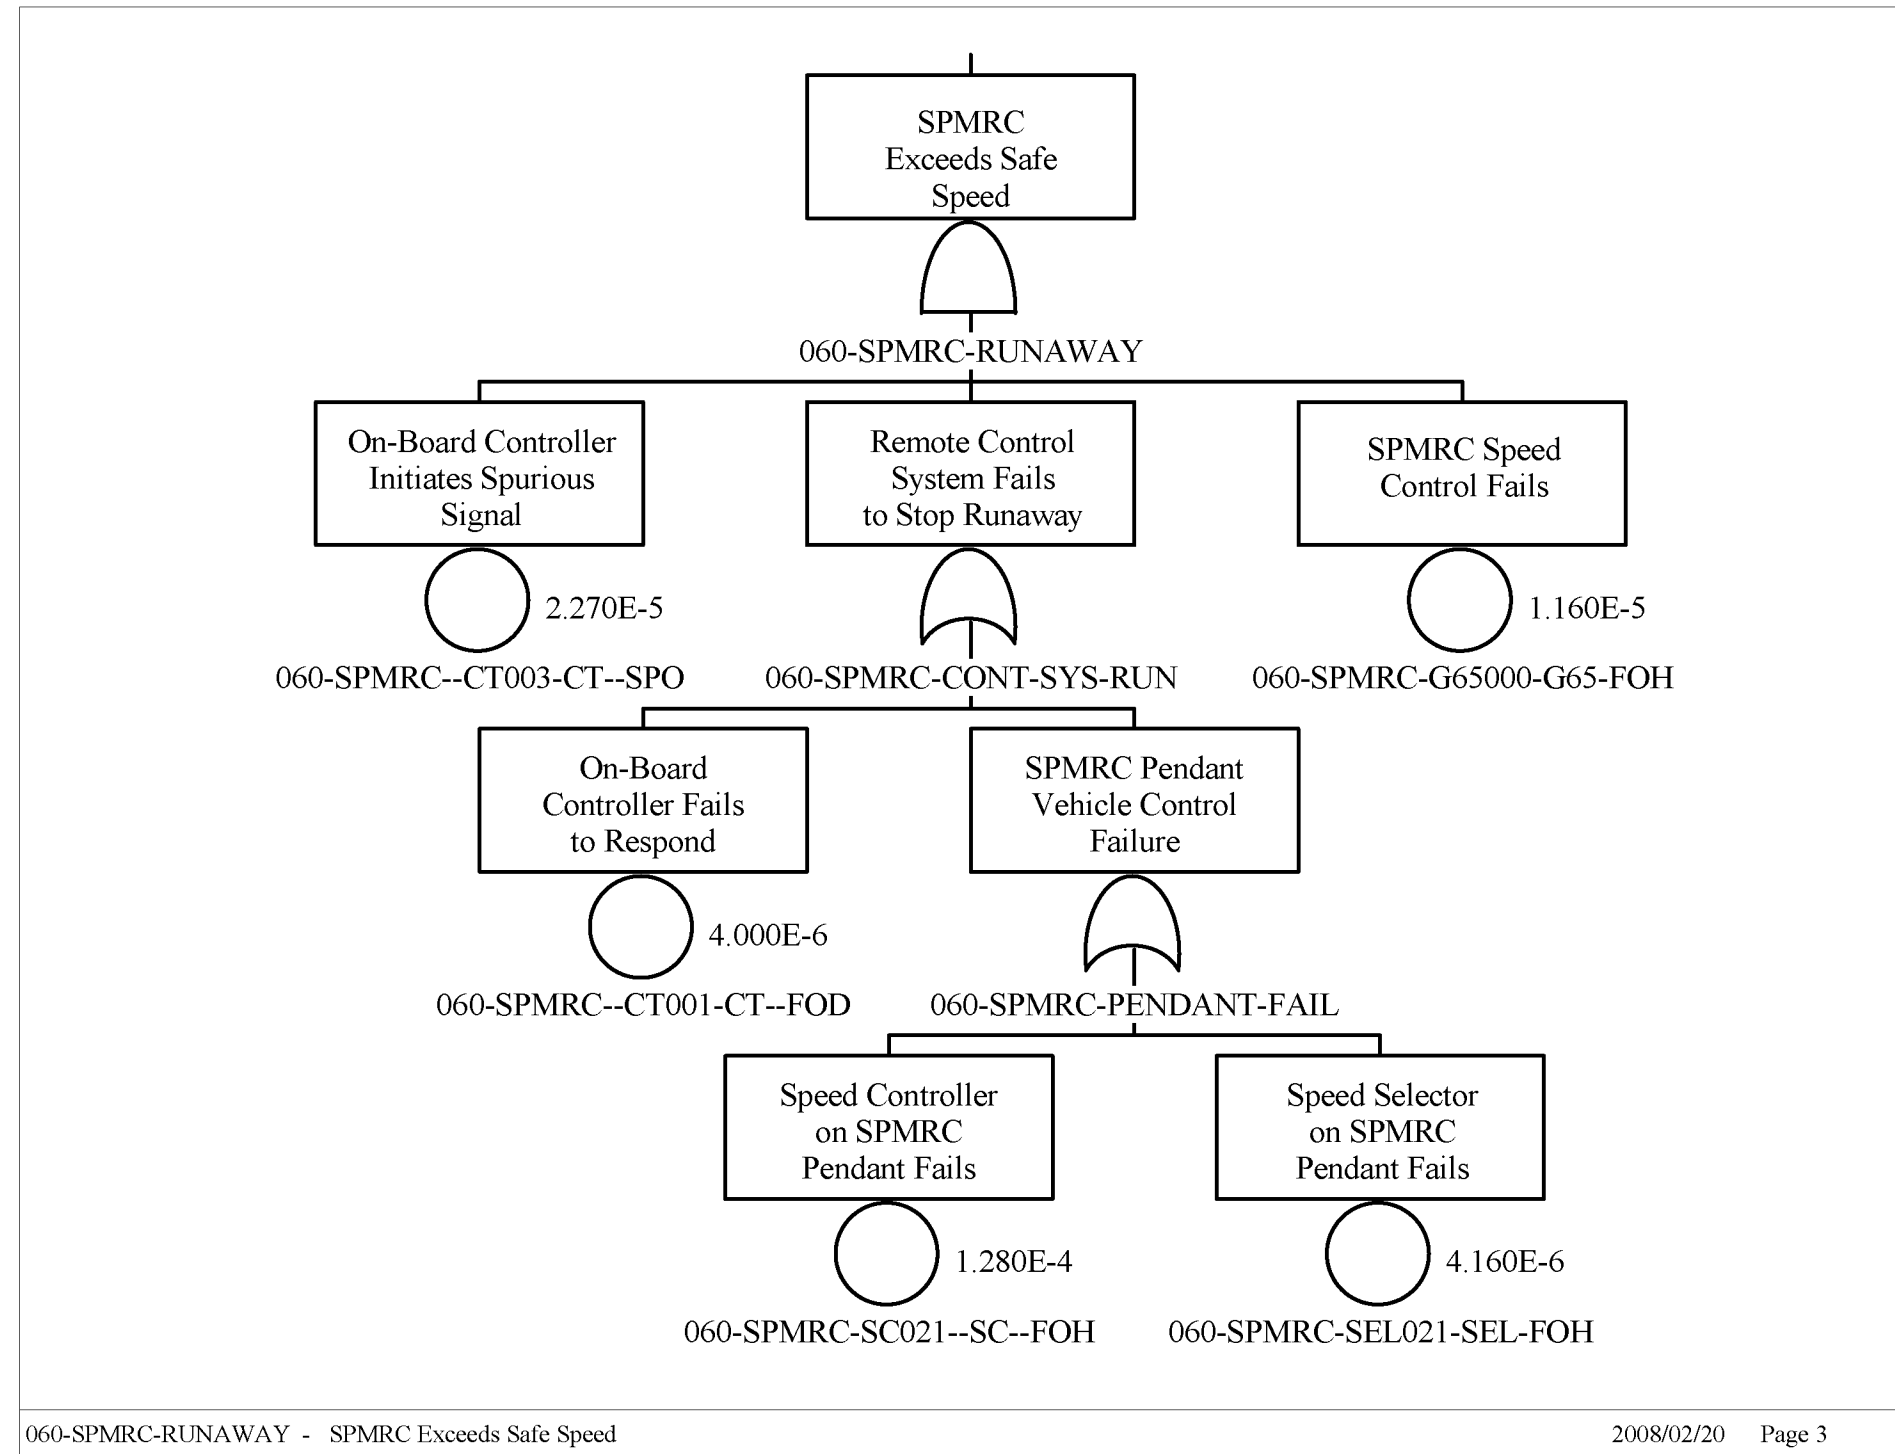 SPMRC
Exceeds Safe
Speed
060-SPMRC-RUNAWAY
On-Board Controller
Initiates Spurious
Signal
2.270E-5
060-SPMRC--CT003-CT--SPO
Remote Control
System Fails
to Stop Runaway
060-SPMRC-CONT-SYS-RUN
SPMRC Speed
Control Fails
1.160E-5
060-SPMRC-G65000-G65-FOH
On-Board
Controller Fails
to Respond
4.000E-6
060-SPMRC--CT001-CT--FOD
SPMRC Pendant
Vehicle Control
Failure
060-SPMRC-PENDANT-FAIL
Speed Controller
on SPMRC
Pendant Fails
1.280E-4
060-SPMRC-SC021--SC--FOH
Speed Selector
on SPMRC
Pendant Fails
4.160E-6
060-SPMRC-SEL021-SEL-FOH
060-SPMRC-RUNAWAY - SPMRC Exceeds Safe Speed
2008/02/20 Page 3